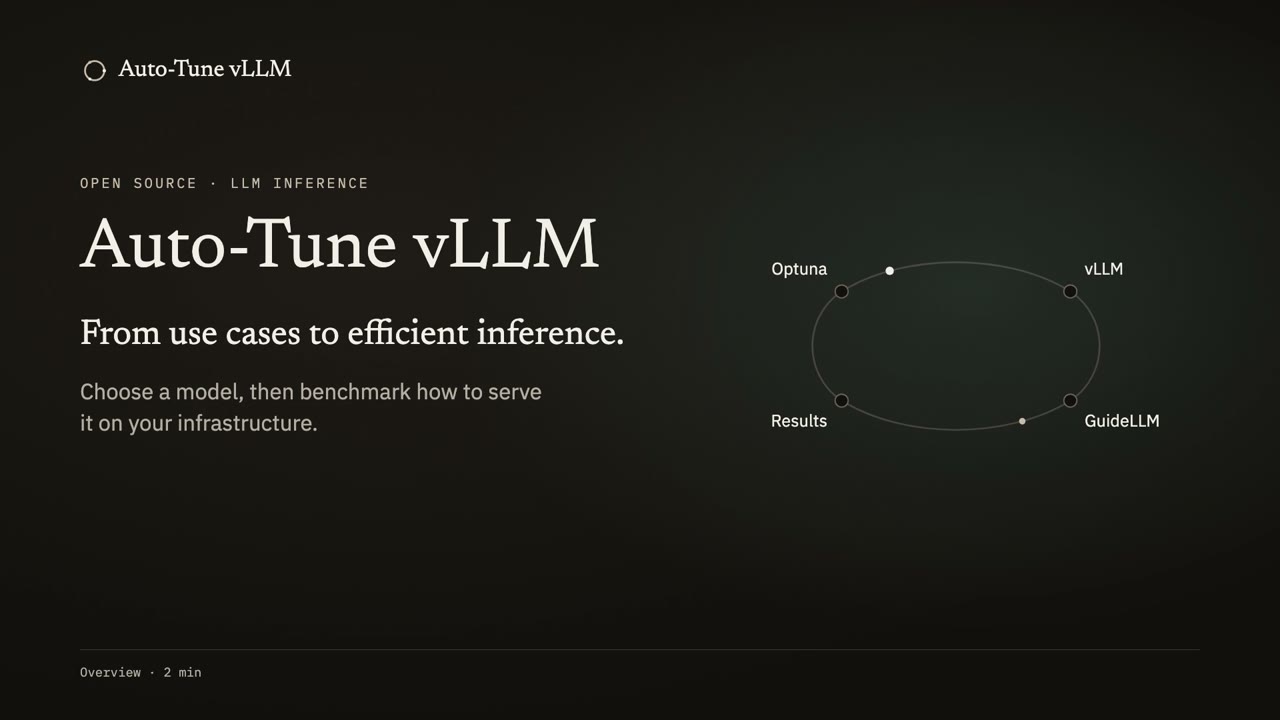 Auto-Tune vLLM
OPEN SOURCE · LLM INFERENCE
Auto-Tune vLLM
From use cases to efficient inference.
Choose a model, then benchmark how to serve
it on your infrastructure.
Optuna
vLLM
Results
GuideLLM
Overview · 2 min